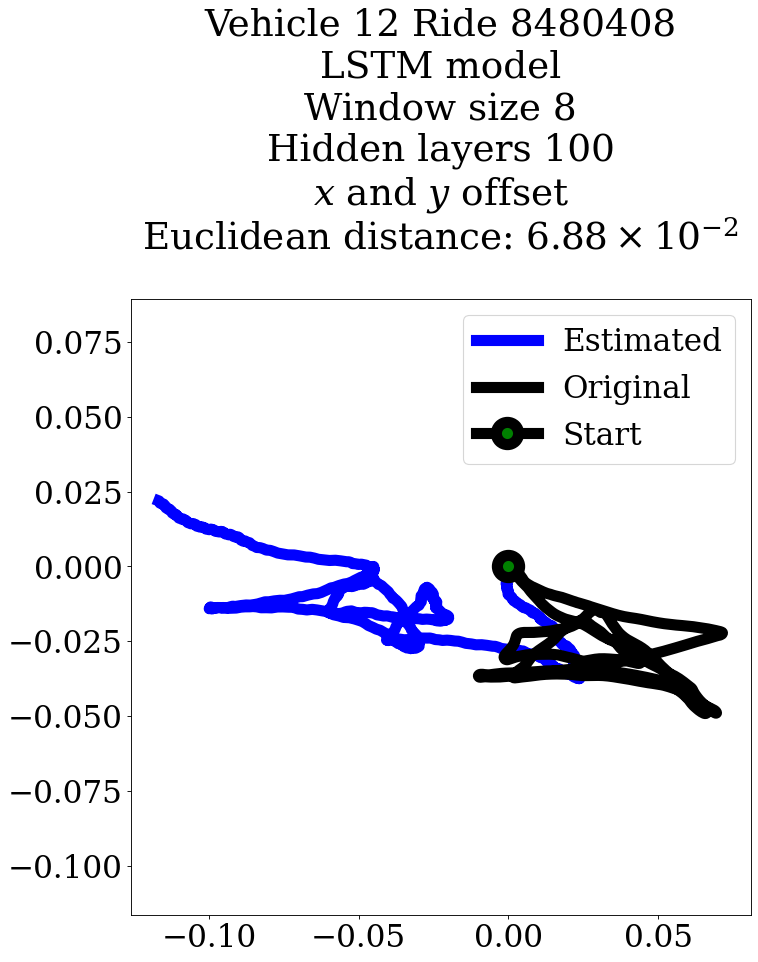 Vehicle 12 Ride 8480408
LSTM model
Window size 8
Hidden layers 100
x and y offset
Euclidean distance: 6.88 × 10⁻²
Estimated
Original
Start
0.075
0.050
0.025
0.000
−0.025
−0.050
−0.075
−0.100
−0.10 −0.05 0.00 0.05